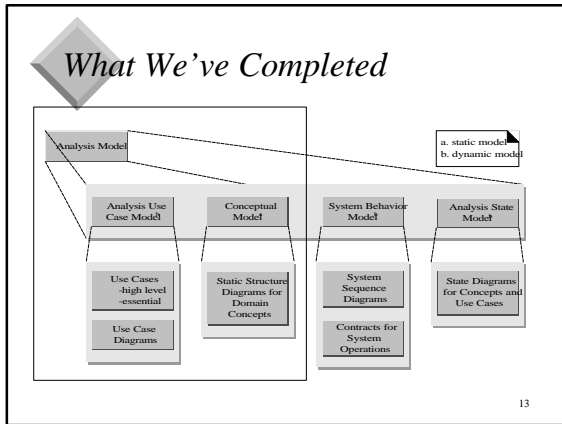 What We've Completed
Analysis Model
a. static model
b. dynamic model
Analysis Use
Case Model
Conceptual
Model
System Behavior
Model
Analysis State
Model
Use Cases
-high level
-essential
Use Case
Diagrams
Static Structure
Diagrams for
Domain
Concepts
System
Sequence
Diagrams
Contracts for
System
Operations
State Diagrams
for Concepts and
Use Cases
13